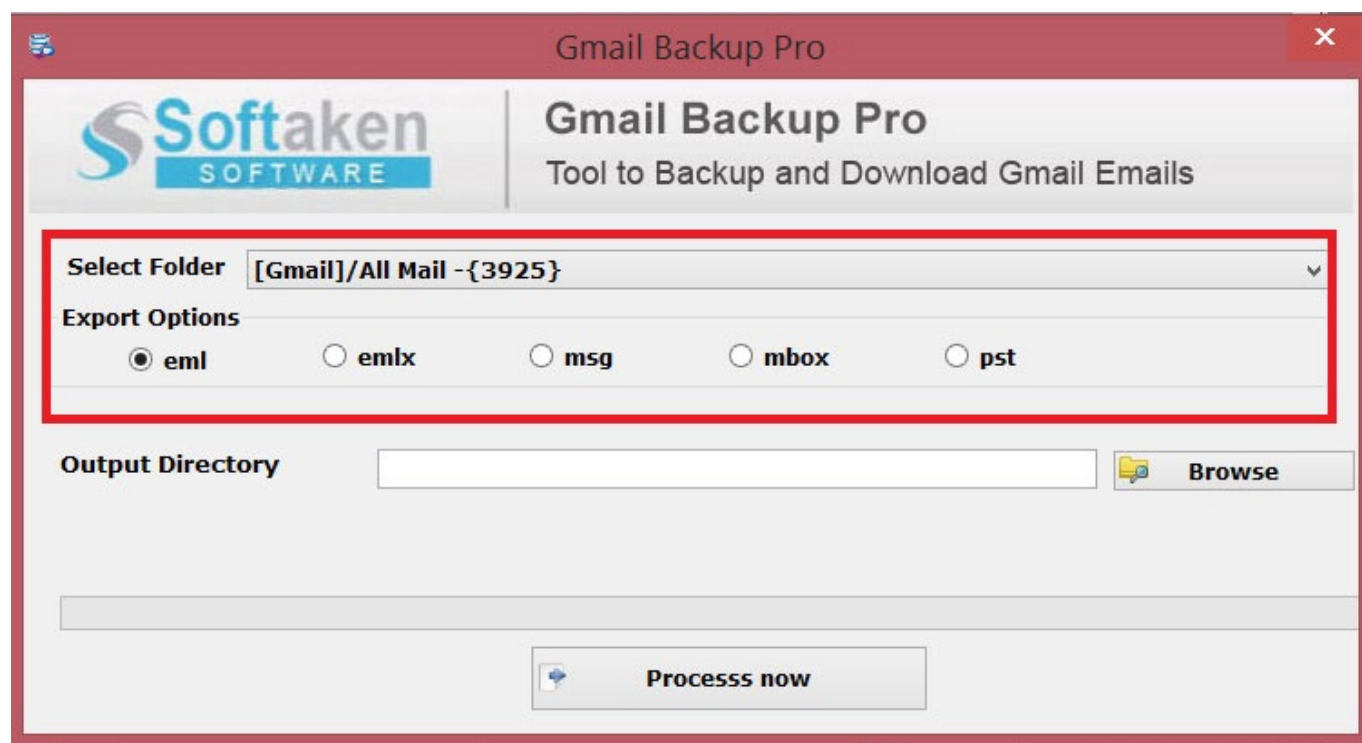 Gmail Backup Pro
Softaken
SOFTWARE
Gmail Backup Pro
Tool to Backup and Download Gmail Emails
Select Folder [Gmail]/All Mail -{3925}
Export Options
eml emlx msg mbox pst
Output Directory Browse
Processs now